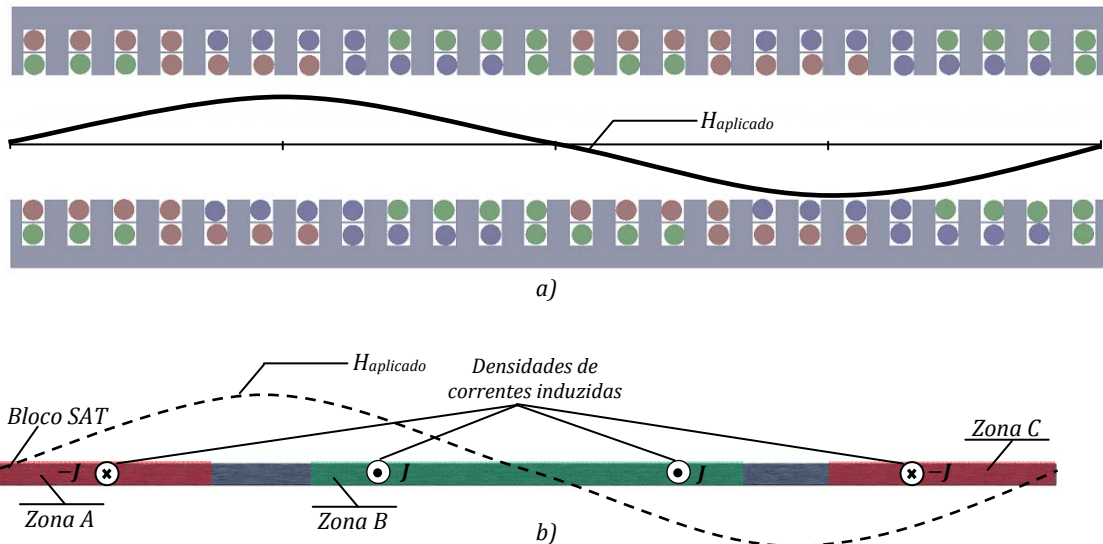 Haplicado
a)
Haplicado
Densidades de
correntes induzidas
Bloco SAT
Zona C
−J
J
J
−J
Zona A
Zona B
b)